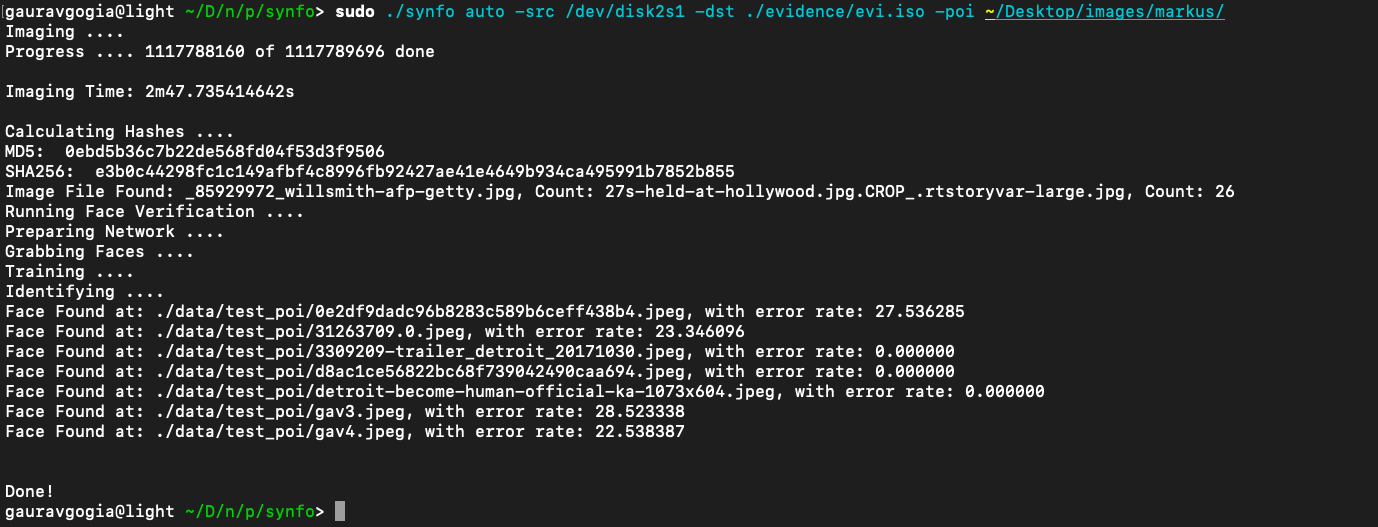 [gauravgogia@light ~/D/n/p/synfo> sudo ./synfo auto -src /dev/disk2s1 -dst ./evidence/evi.iso -poi ~/Desktop/images/markus/
Imaging ....
Progress .... 1117788160 of 1117789696 done
Imaging Time: 2m47.735414642s
Calculating Hashes ....
MD5:  0ebd5b36c7b22de568fd04f53d3f9506
SHA256:  e3b0c44298fc1c149afbf4c8996fb92427ae41e4649b934ca495991b7852b855
Image File Found: _85929972_willsmith-afp-getty.jpg, Count: 27s-held-at-hollywood.jpg.CROP_.rtstoryvar-large.jpg, Count: 26
Running Face Verification ....
Preparing Network ....
Grabbing Faces ....
Training ....
Identifying ....
Face Found at: ./data/test_poi/0e2df9dadc96b8283c589b6ceff438b4.jpeg, with error rate: 27.536285
Face Found at: ./data/test_poi/31263709.0.jpeg, with error rate: 23.346096
Face Found at: ./data/test_poi/3309209-trailer_detroit_20171030.jpeg, with error rate: 0.000000
Face Found at: ./data/test_poi/d8ac1ce56822bc68f739042490caa694.jpeg, with error rate: 0.000000
Face Found at: ./data/test_poi/detroit-become-human-official-ka-1073x604.jpeg, with error rate: 0.000000
Face Found at: ./data/test_poi/gav3.jpeg, with error rate: 28.523338
Face Found at: ./data/test_poi/gav4.jpeg, with error rate: 22.538387
Done!
gauravgogia@light ~/D/n/p/synfo>